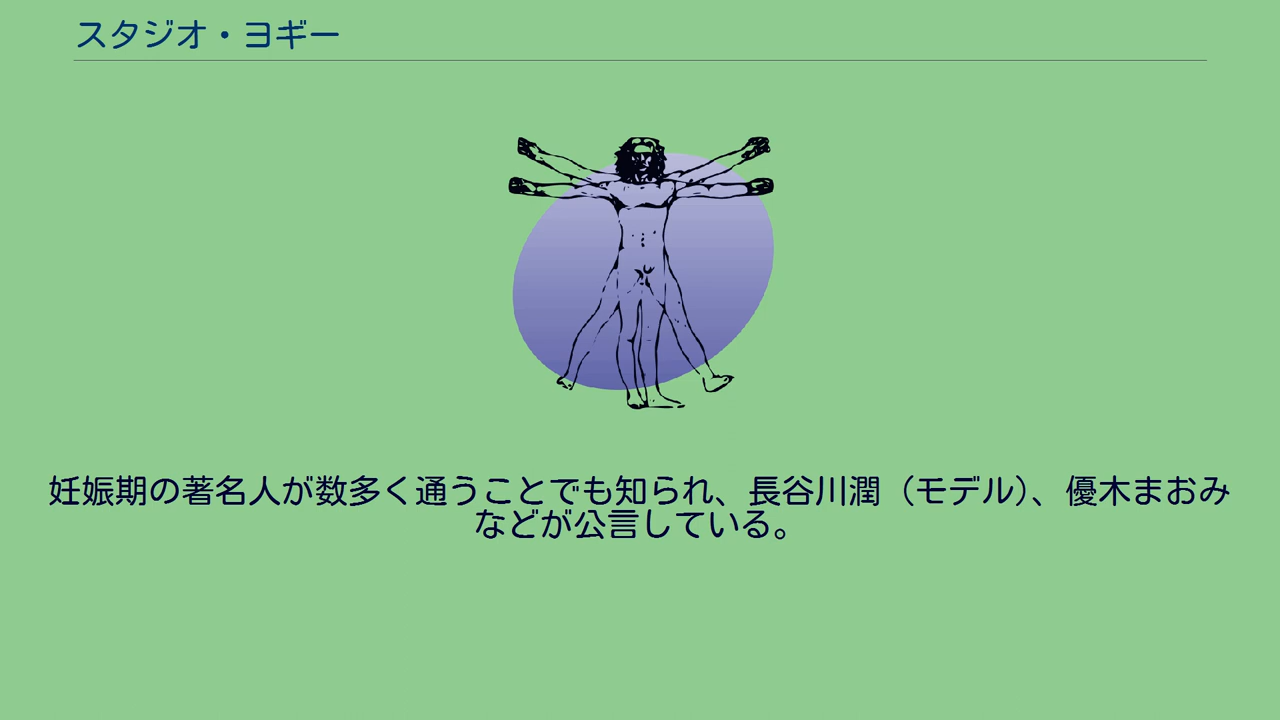 スタジオ・ヨギー
妊娠期の著名人が数多く通うことでも知られ、長谷川潤（モデル）、優木まおみ
などが公言している。